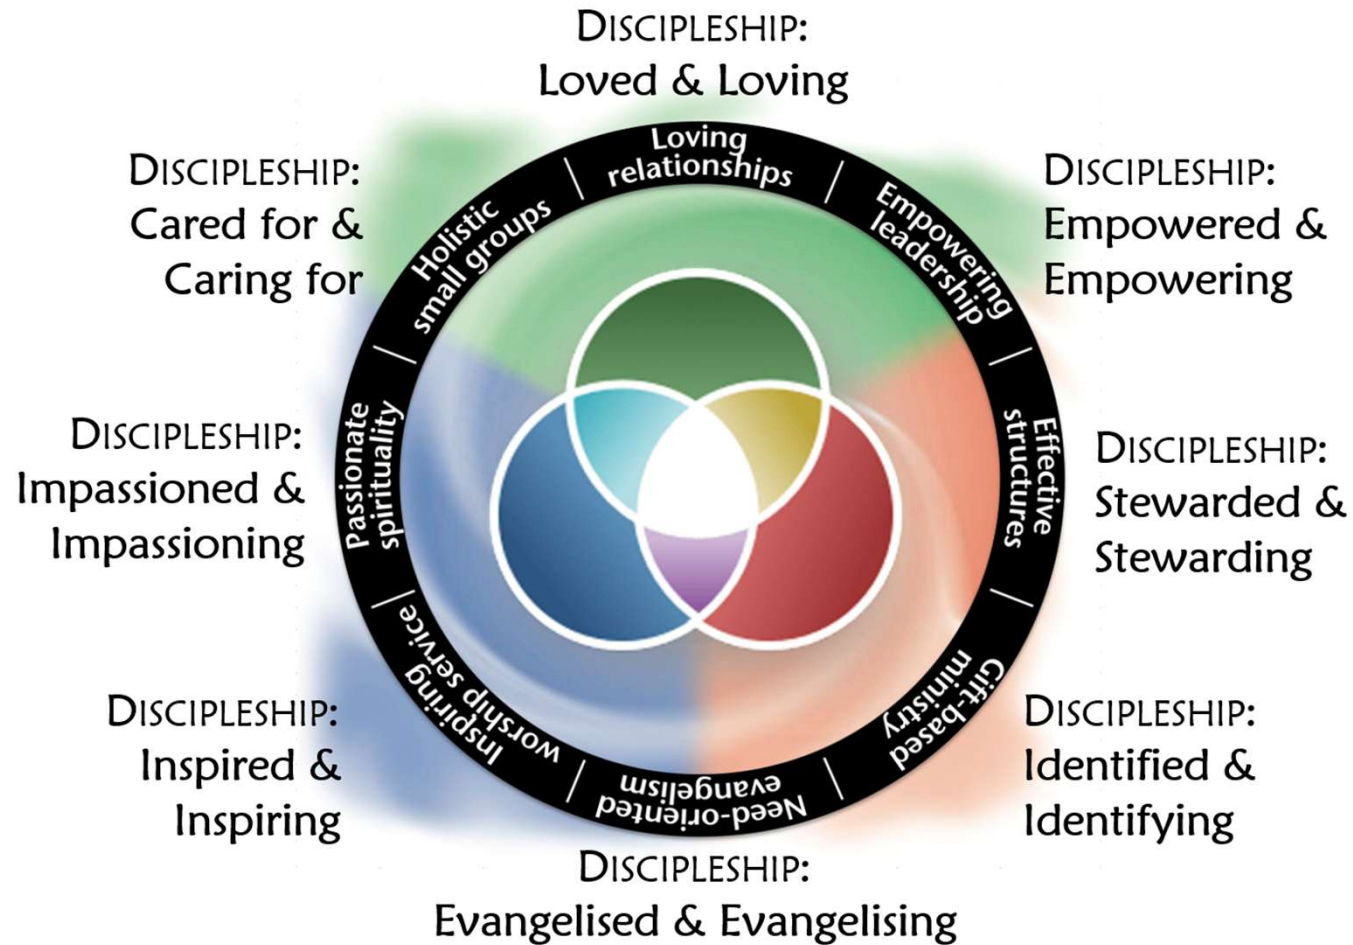 DISCIPLESHIP:
Loved & Loving
DISCIPLESHIP:
Cared for &
Caring for
DISCIPLESHIP:
Empowered &
Empowering
DISCIPLESHIP:
Impassioned &
Impassioning
DISCIPLESHIP:
Stewarded &
Stewarding
DISCIPLESHIP:
Inspired &
Inspiring
DISCIPLESHIP:
Identified &
Identifying
DISCIPLESHIP:
Evangelised & Evangelising
Loving
relationships
Empowering
leadership
Effective
structures
Gift-based
ministry
Need-oriented
evangelism
Inspiring
worship service
Passionate
spirituality
Holistic
small groups